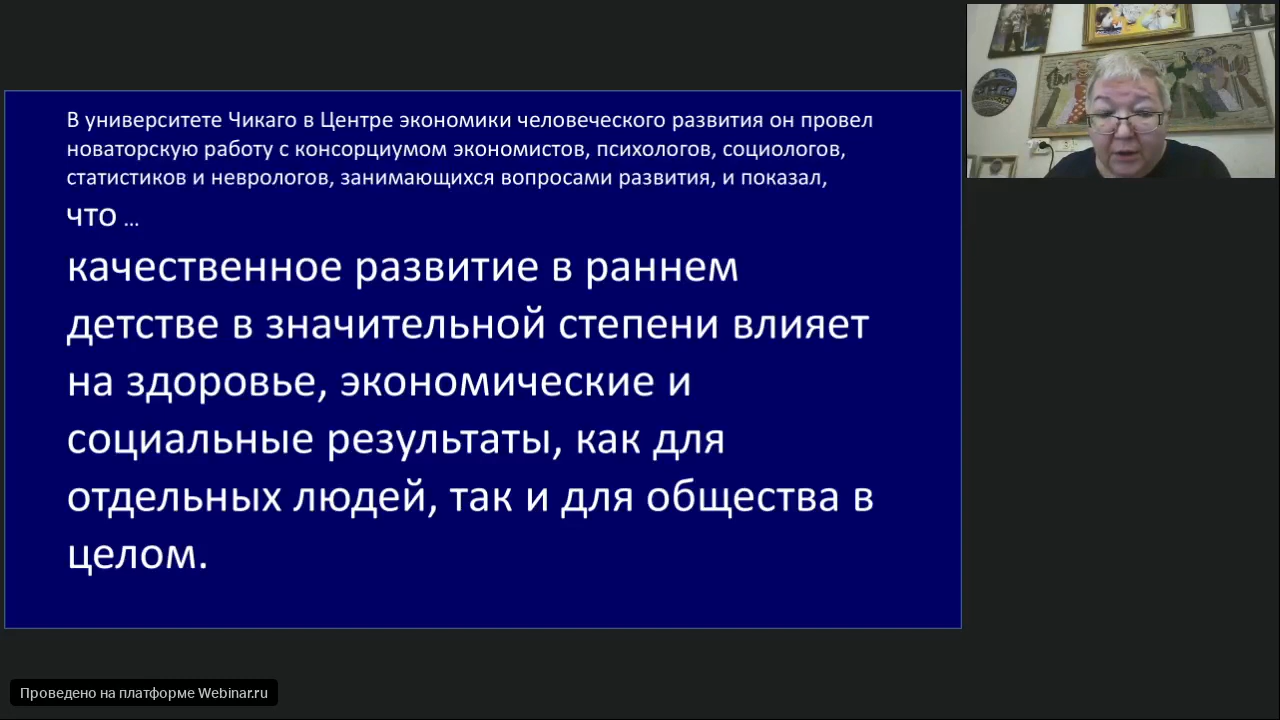 В университете Чикаго в Центре экономики человеческого развития он провел
новаторскую работу с консорциумом экономистов, психологов, социологов,
статистиков и неврологов, занимающихся вопросами развития, и показал,
что ...
качественное развитие в раннем
детстве в значительной степени влияет
на здоровье, экономические и
социальные результаты, как для
отдельных людей, так и для общества в
целом.
Проведено на платформе Webinar.ru